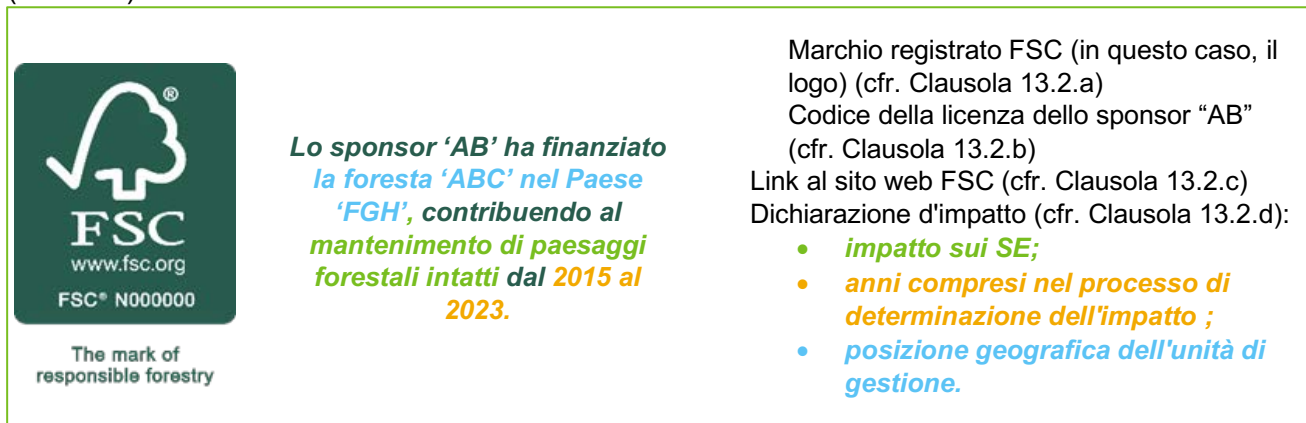 ®
FSC
www.fsc.org
FSC® N000000
The mark of
responsible forestry
Lo sponsor ‘AB’ ha finanziato
la foresta ‘ABC’ nel Paese
‘FGH’, contribuendo al
mantenimento di paesaggi
forestali intatti dal 2015 al
2023.
Marchio registrato FSC (in questo caso, il
logo) (cfr. Clausola 13.2.a)
Codice della licenza dello sponsor “AB”
(cfr. Clausola 13.2.b)
Link al sito web FSC (cfr. Clausola 13.2.c)
Dichiarazione d'impatto (cfr. Clausola 13.2.d):
• impatto sui SE;
• anni compresi nel processo di
determinazione dell'impatto ;
• posizione geografica dell'unità di
gestione.